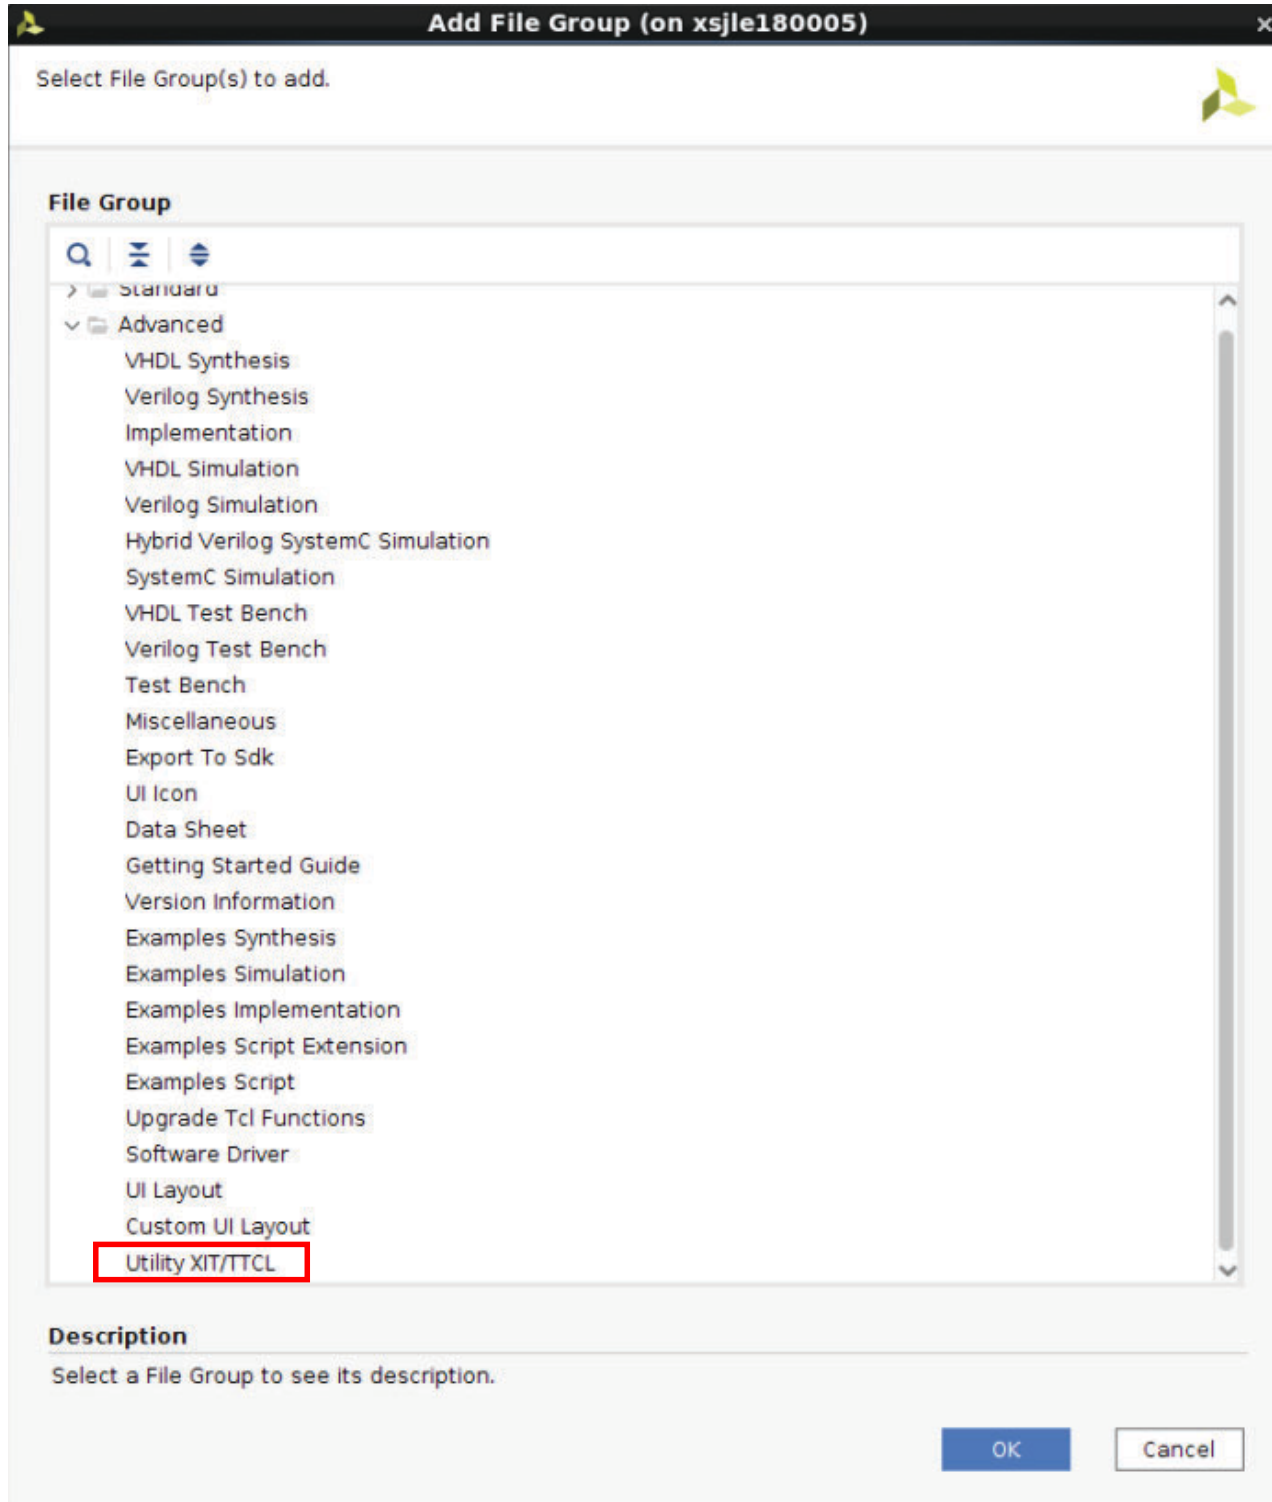 Add File Group (on xsjle180005)
Select File Group(s) to add.
File Group
Standard
Advanced
VHDL Synthesis
Verilog Synthesis
Implementation
VHDL Simulation
Verilog Simulation
Hybrid Verilog SystemC Simulation
SystemC Simulation
VHDL Test Bench
Verilog Test Bench
Test Bench
Miscellaneous
Export To Sdk
UI Icon
Data Sheet
Getting Started Guide
Version Information
Examples Synthesis
Examples Simulation
Examples Implementation
Examples Script Extension
Examples Script
Upgrade Tcl Functions
Software Driver
UI Layout
Custom UI Layout
Utility XIT/TTCL
Description
Select a File Group to see its description.
OK Cancel